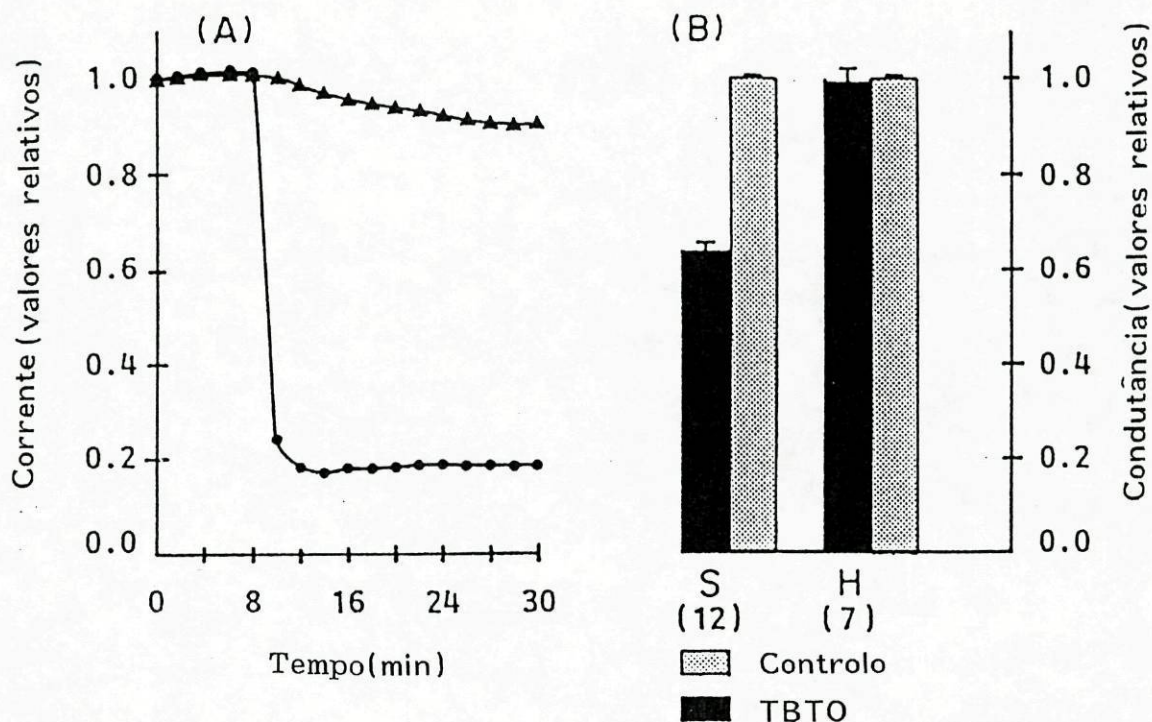 (A)
Corrente (valores relativos)
1.0
0.8
0.6
0.4
0.2
0.0
0
8
16
24
30
Tempo(min)
(B)
Condutância(valores relativos)
1.0
0.8
0.6
0.4
0.2
0.0
S
H
(12)
(7)
Controlo
TBTO